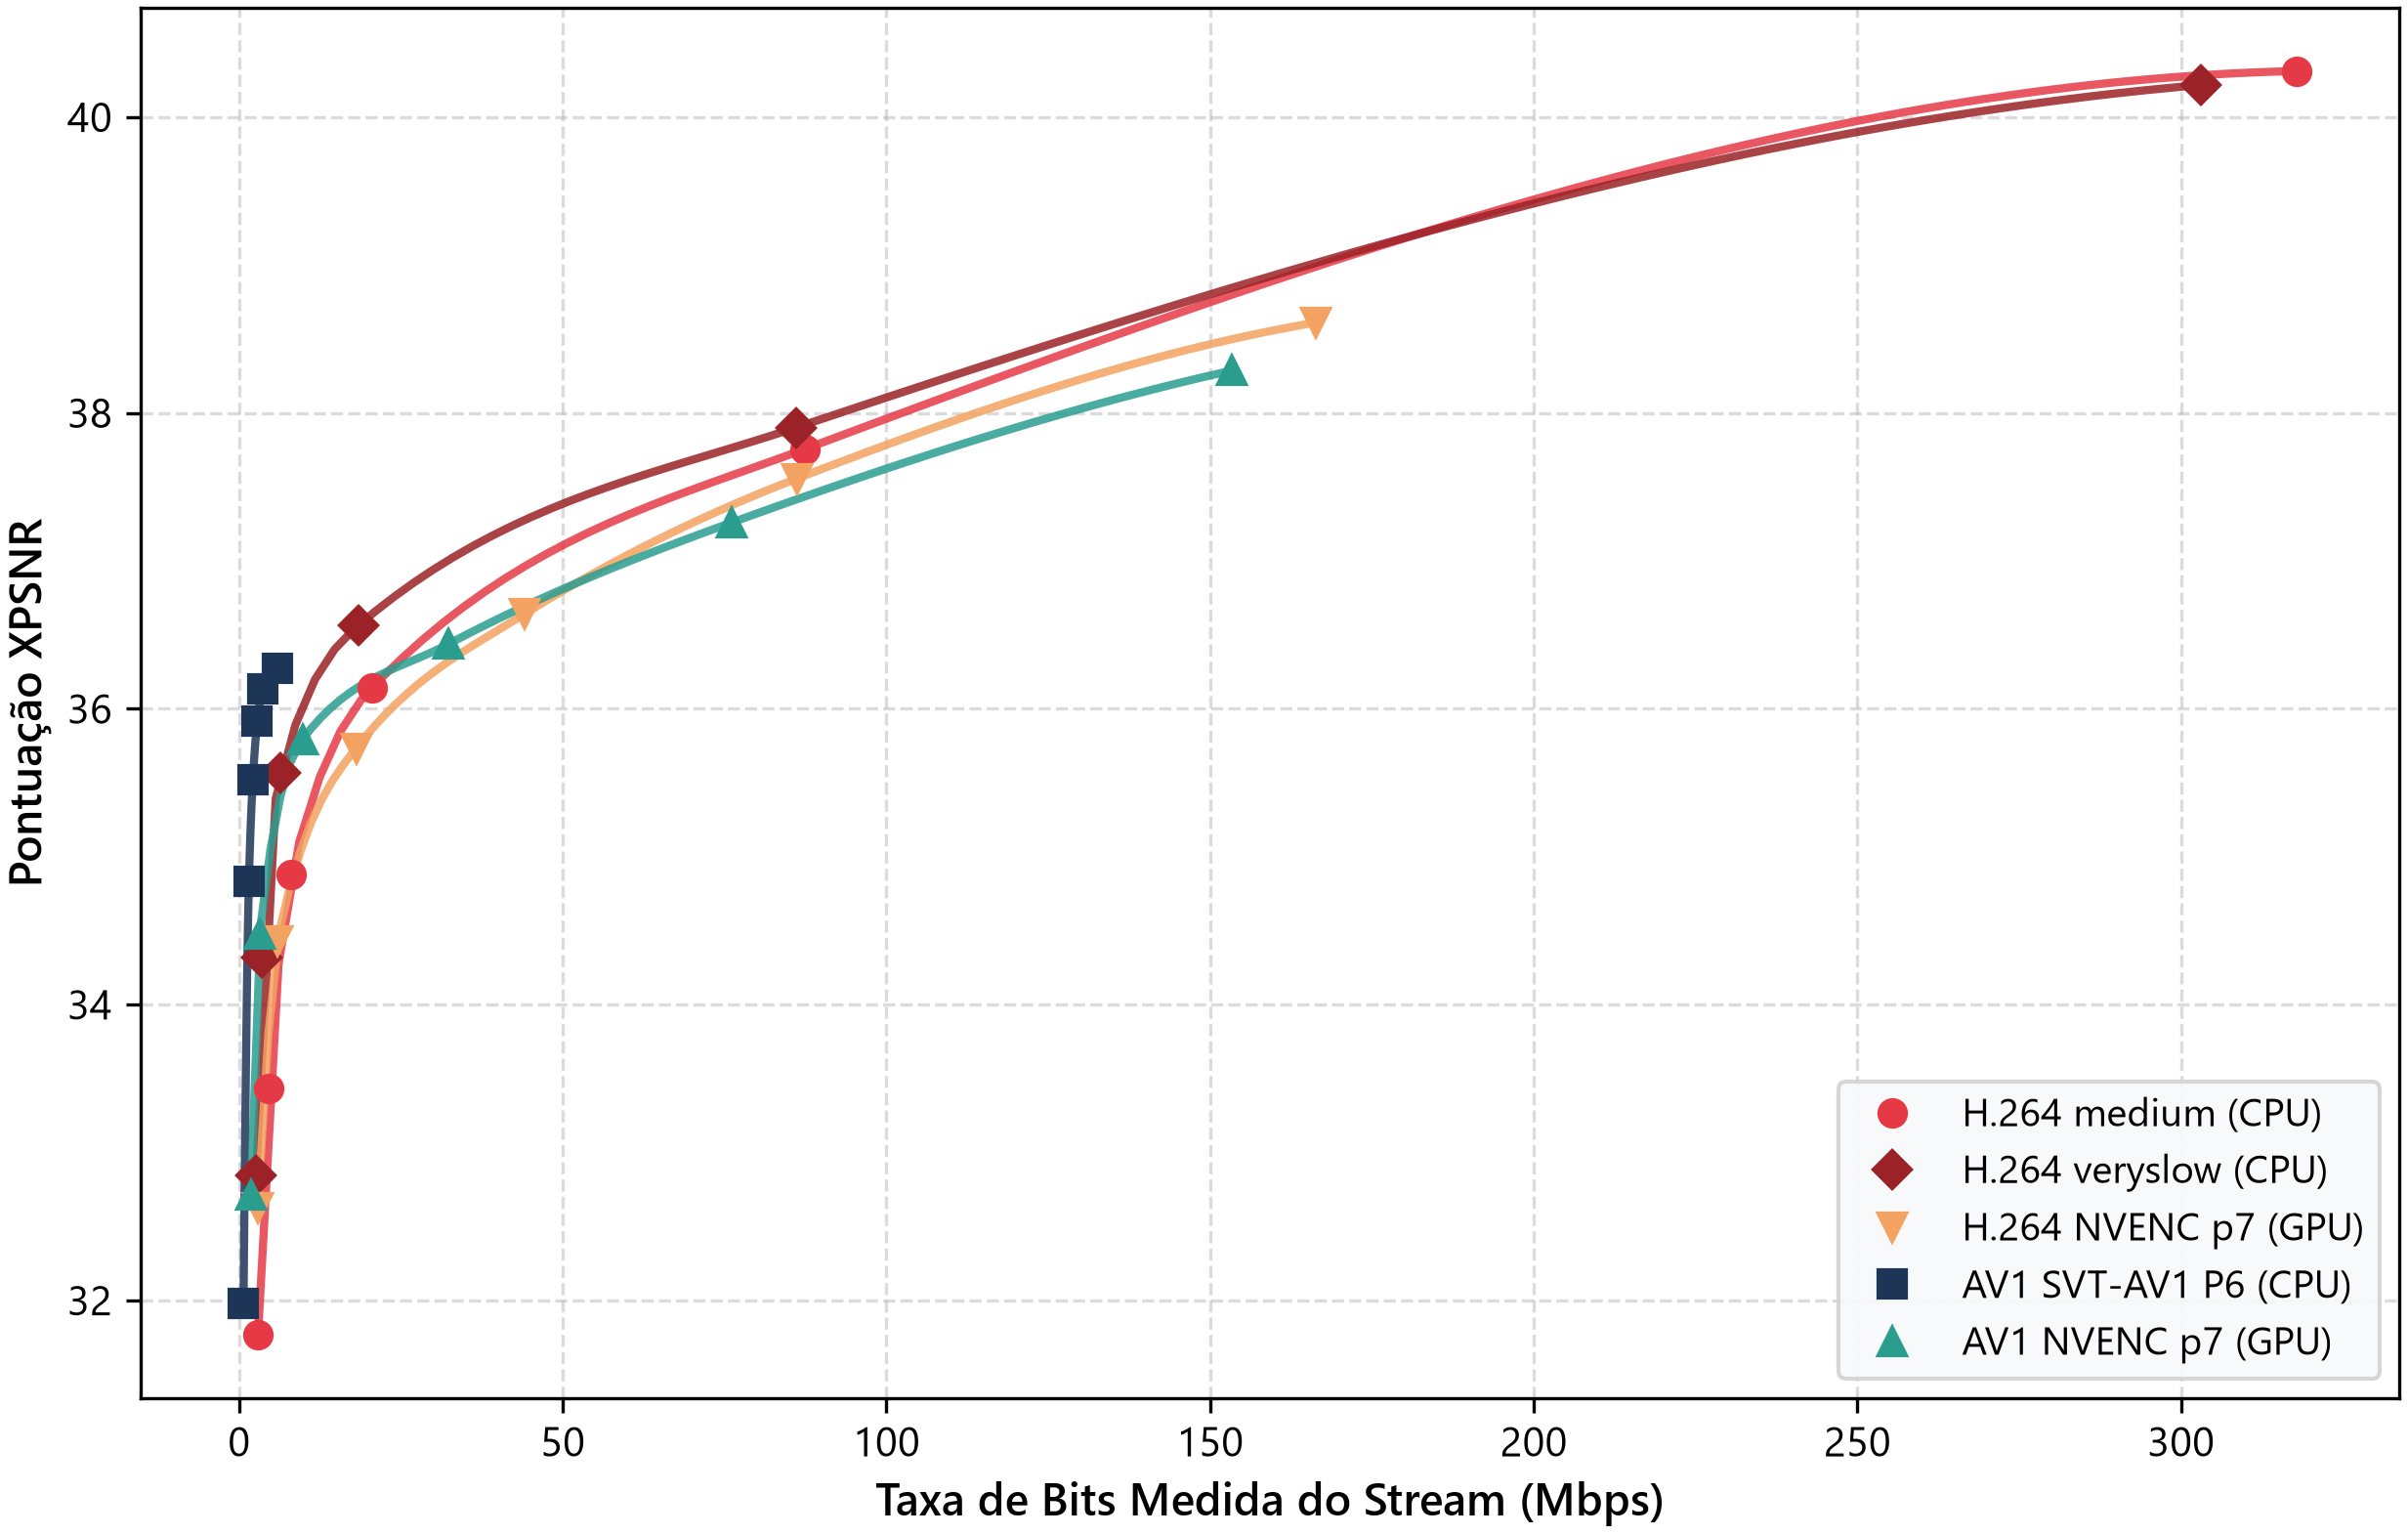 Pontuação XPSNR
40
38
36
34
32
0 50 100 150 200 250 300
Taxa de Bits Medida do Stream (Mbps)
H.264 medium (CPU)
H.264 veryslow (CPU)
H.264 NVENC p7 (GPU)
AV1 SVT-AV1 P6 (CPU)
AV1 NVENC p7 (GPU)